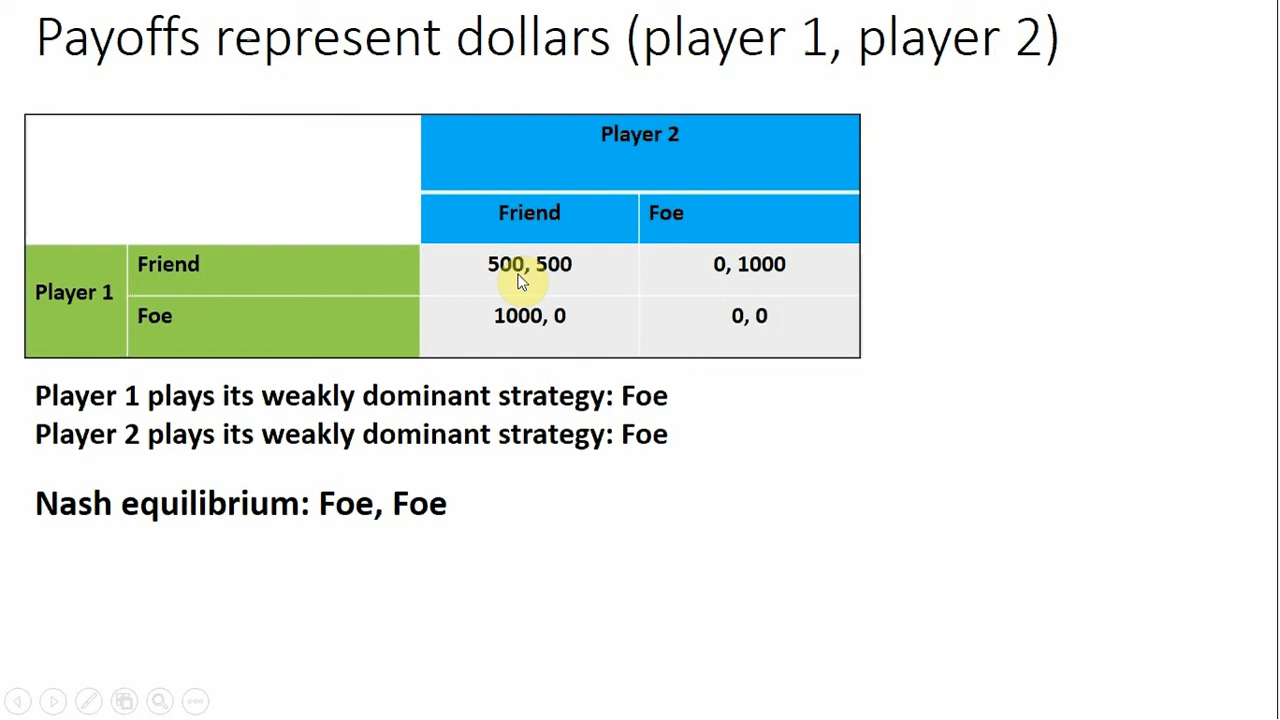 Payoffs represent dollars (player 1, player 2)
Player 2
Friend Foe
Player 1 Friend 500, 500 0, 1000
Foe 1000, 0 0, 0
Player 1 plays its weakly dominant strategy: Foe
Player 2 plays its weakly dominant strategy: Foe
Nash equilibrium: Foe, Foe